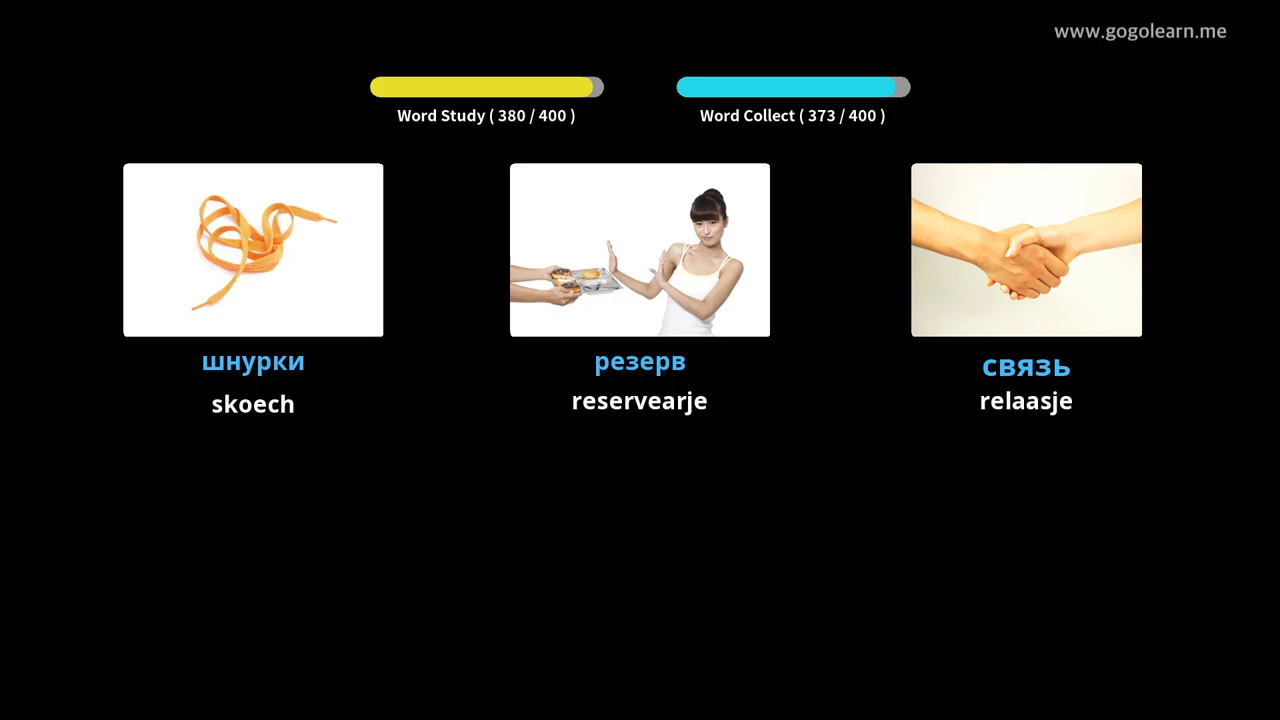 www.gogolearn.me
Word Study ( 380 / 400 )
Word Collect ( 373 / 400 )
шнурки
резерв
связь
skoech
reservearje
relaasje